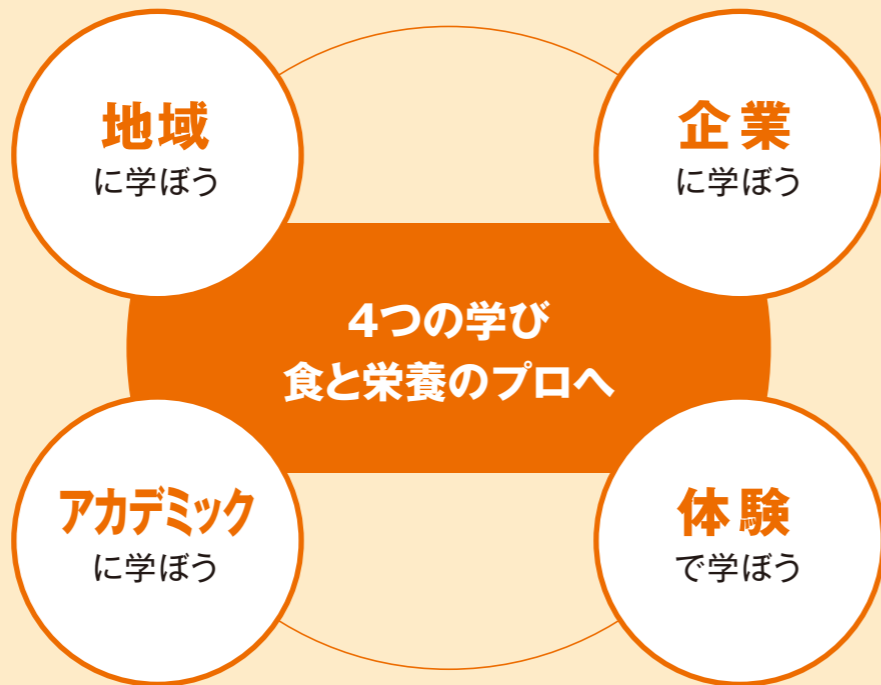 地域
に学ぼう
企業
に学ぼう
4つの学び
食と栄養のプロへ
アカデミック
に学ぼう
体験
で学ぼう